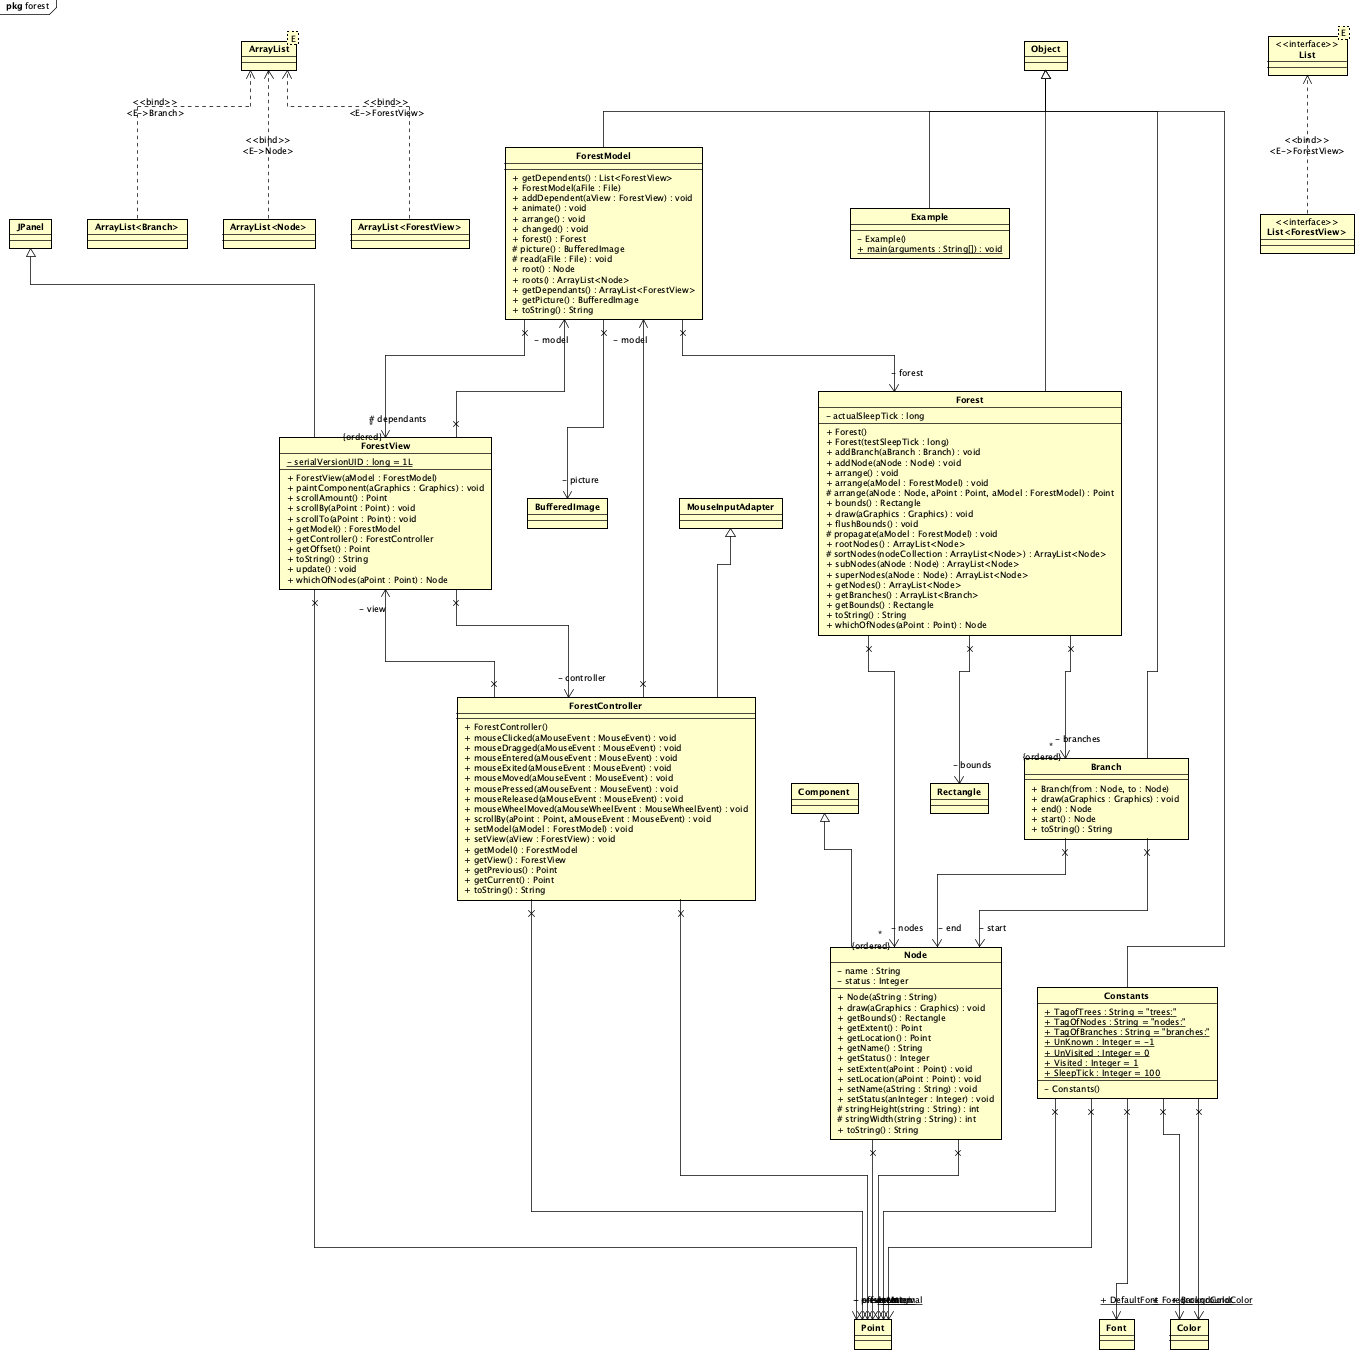 pkg forest
E
ArrayList
Object
E
<<interface>>
List
<<bind>>
<E->Branch>
<<bind>>
<E->Node>
<<bind>>
<E->ForestView>
<<bind>>
<E->ForestView>
JPanel
ArrayList<Branch>
ArrayList<Node>
ArrayList<ForestView>
<<interface>>
List<ForestView>
ForestModel
+ getDependents() : List<ForestView>
+ ForestModel(aFile : File)
+ addDependent(aView : ForestView) : void
+ animate() : void
+ arrange() : void
+ changed() : void
+ forest() : Forest
# picture() : BufferedImage
# read(aFile : File) : void
+ root() : Node
+ roots() : ArrayList<Node>
+ getDependants() : ArrayList<ForestView>
+ getPicture() : BufferedImage
+ toString() : String
Example
- Example()
+ main(arguments : String[]) : void
- model
- model
- forest
# dependants
*
{ordered}
- picture
ForestView
- serialVersionUID : long = 1L
+ ForestView(aModel : ForestModel)
+ paintComponent(aGraphics : Graphics) : void
+ scrollAmount() : Point
+ scrollBy(aPoint : Point) : void
+ scrollTo(aPoint : Point) : void
+ getModel() : ForestModel
+ getController() : ForestController
+ getOffset() : Point
+ toString() : String
+ update() : void
+ whichOfNodes(aPoint : Point) : Node
BufferedImage
MouseInputAdapter
Forest
- actualSleepTick : long
+ Forest()
+ Forest(testSleepTick : long)
+ addBranch(aBranch : Branch) : void
+ addNode(aNode : Node) : void
+ arrange() : void
+ arrange(aModel : ForestModel) : void
# arrange(aNode : Node, aPoint : Point, aModel : ForestModel) : Point
+ bounds() : Rectangle
+ draw(aGraphics : Graphics) : void
+ flushBounds() : void
# propagate(aModel : ForestModel) : void
+ rootNodes() : ArrayList<Node>
# sortNodes(nodeCollection : ArrayList<Node>) : ArrayList<Node>
+ subNodes(aNode : Node) : ArrayList<Node>
+ superNodes(aNode : Node) : ArrayList<Node>
+ getNodes() : ArrayList<Node>
+ getBranches() : ArrayList<Branch>
+ getBounds() : Rectangle
+ toString() : String
+ whichOfNodes(aPoint : Point) : Node
- view
- controller
ForestController
+ ForestController()
+ mouseClicked(aMouseEvent : MouseEvent) : void
+ mouseDragged(aMouseEvent : MouseEvent) : void
+ mouseEntered(aMouseEvent : MouseEvent) : void
+ mouseExited(aMouseEvent : MouseEvent) : void
+ mouseMoved(aMouseEvent : MouseEvent) : void
+ mousePressed(aMouseEvent : MouseEvent) : void
+ mouseReleased(aMouseEvent : MouseEvent) : void
+ mouseWheelMoved(aMouseWheelEvent : MouseWheelEvent) : void
+ scrollBy(aPoint : Point, aMouseEvent : MouseEvent) : void
+ setModel(aModel : ForestModel) : void
+ setView(aView : ForestView) : void
+ getModel() : ForestModel
+ getView() : ForestView
+ getPrevious() : Point
+ getCurrent() : Point
+ toString() : String
- branches
*
{ordered}
- bounds
Component
Rectangle
Branch
+ Branch(from : Node, to : Node)
+ draw(aGraphics : Graphics) : void
+ end() : Node
+ start() : Node
+ toString() : String
- nodes
*
{ordered}
- end
- start
Node
- name : String
- status : Integer
+ Node(aString : String)
+ draw(aGraphics : Graphics) : void
+ getBounds() : Rectangle
+ getExtent() : Point
+ getLocation() : Point
+ getName() : String
+ getStatus() : Integer
+ setExtent(aPoint : Point) : void
+ setLocation(aPoint : Point) : void
+ setName(aString : String) : void
+ setStatus(anInteger : Integer) : void
# stringHeight(string : String) : int
# stringWidth(string : String) : int
+ toString() : String
Constants
+ TagofTrees : String = "trees:"
+ TagOfNodes : String = "nodes:"
+ TagOfBranches : String = "branches:"
+ UnKnown : Integer = -1
+ UnVisited : Integer = 0
+ Visited : Integer = 1
+ SleepTick : Integer = 100
- Constants()
+ DefaultFont
Point
Font
Color